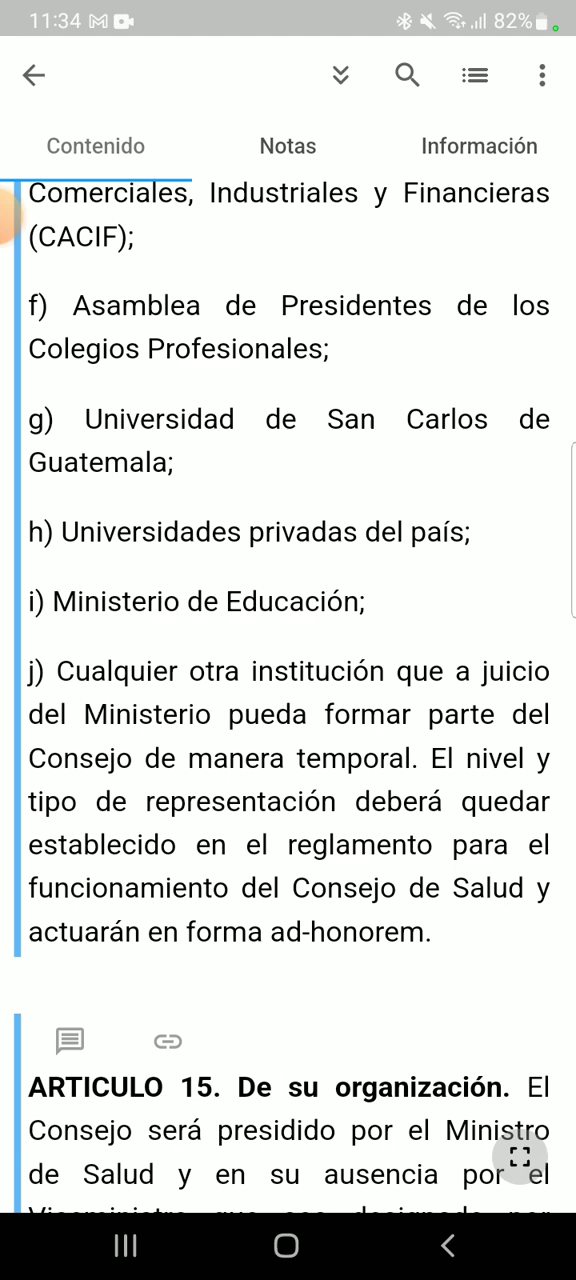 11:34 82%
Contenido Notas Información
Comerciales, Industriales y Financieras
(CACIF);
f) Asamblea de Presidentes de los
Colegios Profesionales;
g) Universidad de San Carlos de
Guatemala;
h) Universidades privadas del país;
i) Ministerio de Educación;
j) Cualquier otra institución que a juicio
del Ministerio pueda formar parte del
Consejo de manera temporal. El nivel y
tipo de representación deberá quedar
establecido en el reglamento para el
funcionamiento del Consejo de Salud y
actuarán en forma ad-honorem.
ARTICULO 15. De su organización. El
Consejo será presidido por el Ministro
de Salud y en su ausencia por el